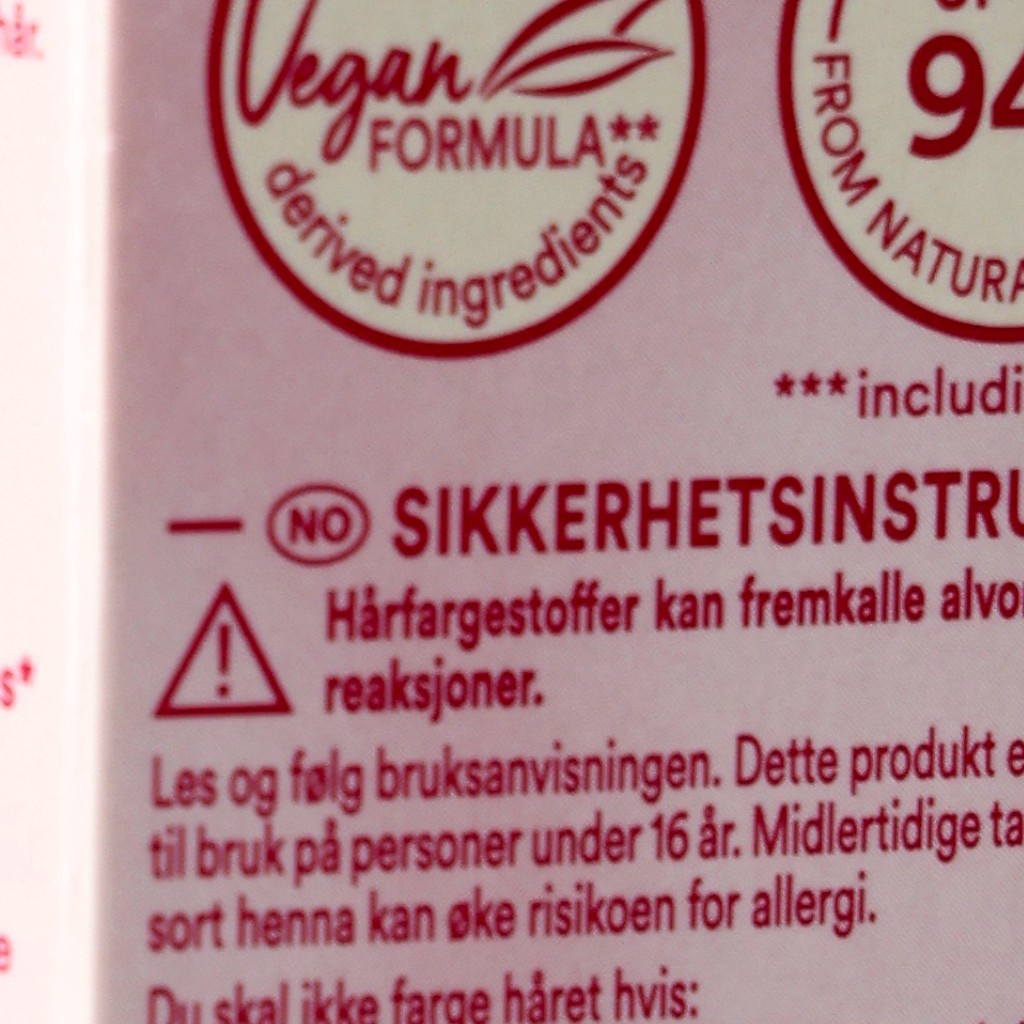 Vegan
FORMULA**
derived ingredients
94
FROM NATURA
***includi
NO SIKKERHETSINSTRU
Hårfargestoffer kan fremkalle alvo
reaksjoner.
Les og følg bruksanvisningen. Dette produkt e
til bruk på personer under 16 år. Midlertidige ta
sort henna kan øke risikoen for allergi.
Du skal ikke farge håret hvis:
s*
e